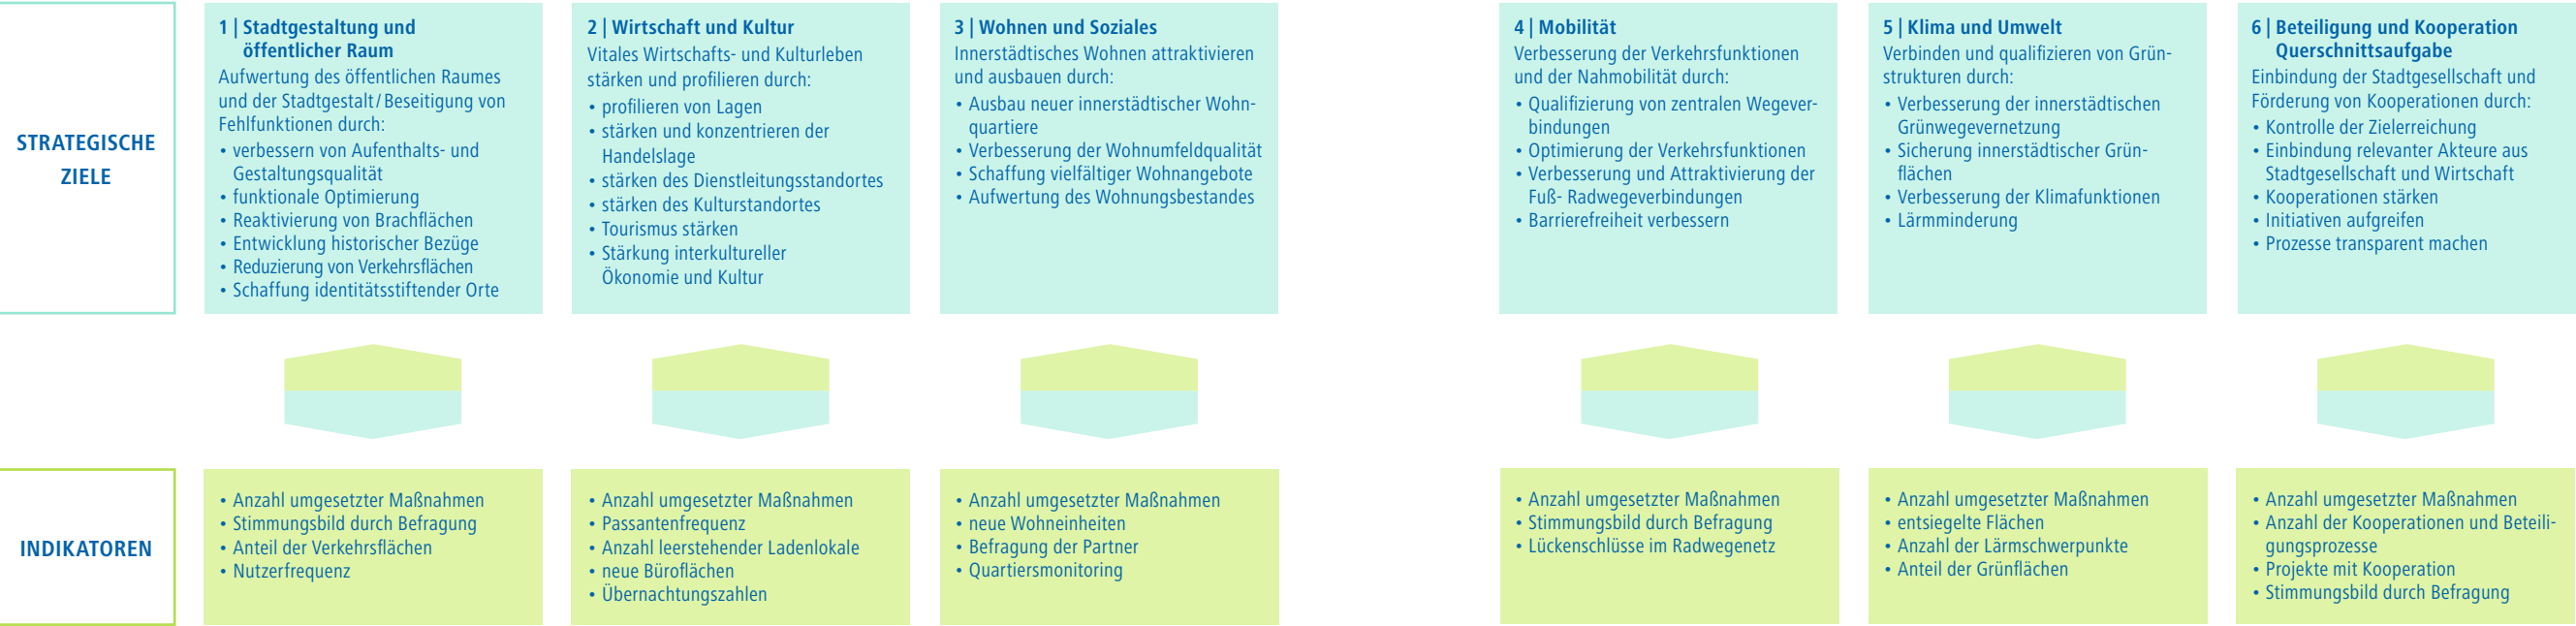 STRATEGISCHE
ZIELE
1 | Stadtgestaltung und
öffentlicher Raum
Aufwertung des öffentlichen Raumes
und der Stadtgestalt / Beseitigung von
Fehlfunktionen durch:
• verbessern von Aufenthalts- und
Gestaltungsqualität
• funktionale Optimierung
• Reaktivierung von Brachflächen
• Entwicklung historischer Bezüge
• Reduzierung von Verkehrsflächen
• Schaffung identitätsstiftender Orte
2 | Wirtschaft und Kultur
Vitales Wirtschafts- und Kulturleben
stärken und profilieren durch:
• profilieren von Lagen
• stärken und konzentrieren der
Handelslage
• stärken des Dienstleitungsstandortes
• stärken des Kulturstandortes
• Tourismus stärken
• Stärkung interkultureller
Ökonomie und Kultur
3 | Wohnen und Soziales
Innerstädtisches Wohnen attraktivieren
und ausbauen durch:
• Ausbau neuer innerstädtischer Wohn-
quartiere
• Verbesserung der Wohnumfeldqualität
• Schaffung vielfältiger Wohnangebote
• Aufwertung des Wohnungsbestandes
4 | Mobilität
Verbesserung der Verkehrsfunktionen
und der Nahmobilität durch:
• Qualifizierung von zentralen Wegever-
bindungen
• Optimierung der Verkehrsfunktionen
• Verbesserung und Attraktivierung der
Fuß- Radwegeverbindungen
• Barrierefreiheit verbessern
5 | Klima und Umwelt
Verbinden und qualifizieren von Grün-
strukturen durch:
• Verbesserung der innerstädtischen
Grünwegevernetzung
• Sicherung innerstädtischer Grün-
flächen
• Verbesserung der Klimafunktionen
• Lärmminderung
6 | Beteiligung und Kooperation
Querschnittsaufgabe
Einbindung der Stadtgesellschaft und
Förderung von Kooperationen durch:
• Kontrolle der Zielerreichung
• Einbindung relevanter Akteure aus
Stadtgesellschaft und Wirtschaft
• Kooperationen stärken
• Initiativen aufgreifen
• Prozesse transparent machen
INDIKATOREN
• Anzahl umgesetzter Maßnahmen
• Stimmungsbild durch Befragung
• Anteil der Verkehrsflächen
• Nutzerfrequenz
• Anzahl umgesetzter Maßnahmen
• Passantenfrequenz
• Anzahl leerstehender Ladenlokale
• neue Büroflächen
• Übernachtungszahlen
• Anzahl umgesetzter Maßnahmen
• neue Wohneinheiten
• Befragung der Partner
• Quartiersmonitoring
• Anzahl umgesetzter Maßnahmen
• Stimmungsbild durch Befragung
• Lückenschlüsse im Radwegenetz
• Anzahl umgesetzter Maßnahmen
• entsiegelte Flächen
• Anzahl der Lärmschwerpunkte
• Anteil der Grünflächen
• Anzahl umgesetzter Maßnahmen
• Anzahl der Kooperationen und Beteili-
gungsprozesse
• Projekte mit Kooperation
• Stimmungsbild durch Befragung